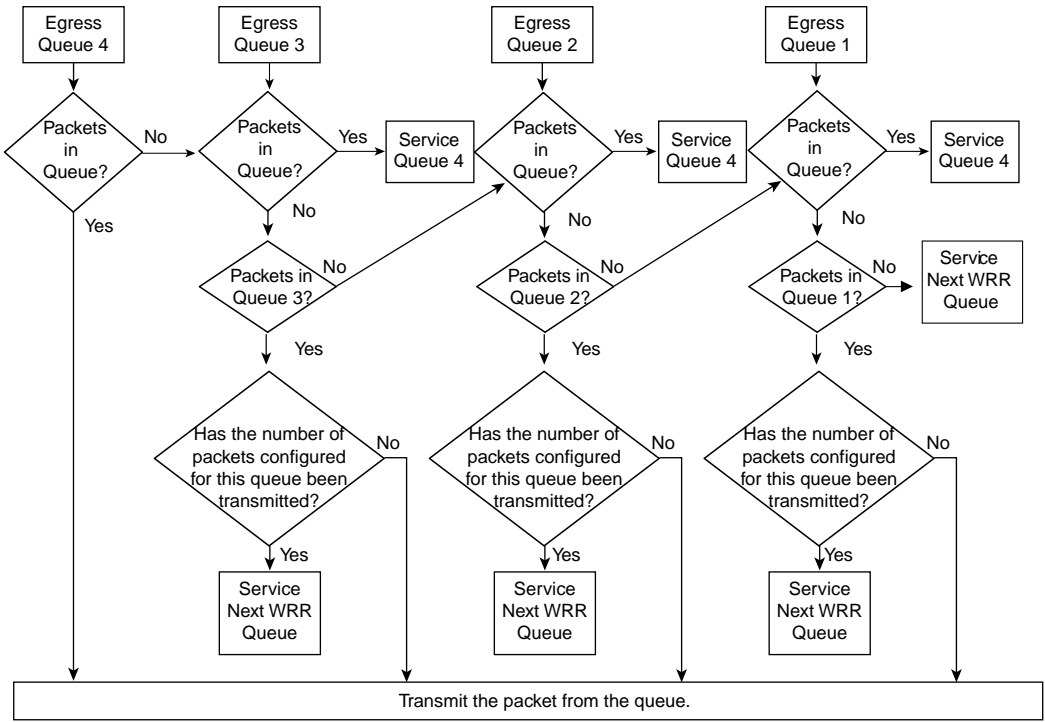 Egress
Queue 4
Egress
Queue 3
Egress
Queue 2
Egress
Queue 1
Packets
in
Queue?
No
Yes
Packets
in
Queue?
Yes
Service
Queue 4
No
Packets
in
Queue?
Yes
Service
Queue 4
No
Packets
in
Queue?
Yes
Service
Queue 4
No
Packets in
Queue 3?
No
Yes
Packets in
Queue 2?
No
Yes
Packets in
Queue 1?
No
Service
Next WRR
Queue
Yes
Has the number of
packets configured
for this queue been
transmitted?
No
Yes
Has the number of
packets configured
for this queue been
transmitted?
No
Yes
Has the number of
packets configured
for this queue been
transmitted?
No
Yes
Service
Next WRR
Queue
Service
Next WRR
Queue
Service
Next WRR
Queue
Transmit the packet from the queue.